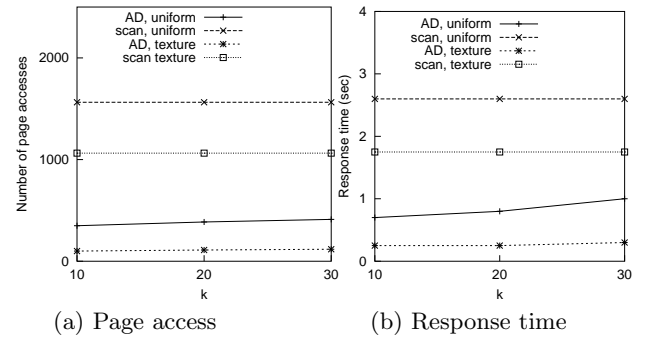 AD, uniform
scan, uniform
AD, texture
scan texture
Number of page accesses
2000
1000
0
10
20
30
k
(a) Page access
AD, uniform
scan, uniform
AD, texture
scan, texture
Response time (sec)
4
3
2
1
0
10
20
30
k
(b) Response time